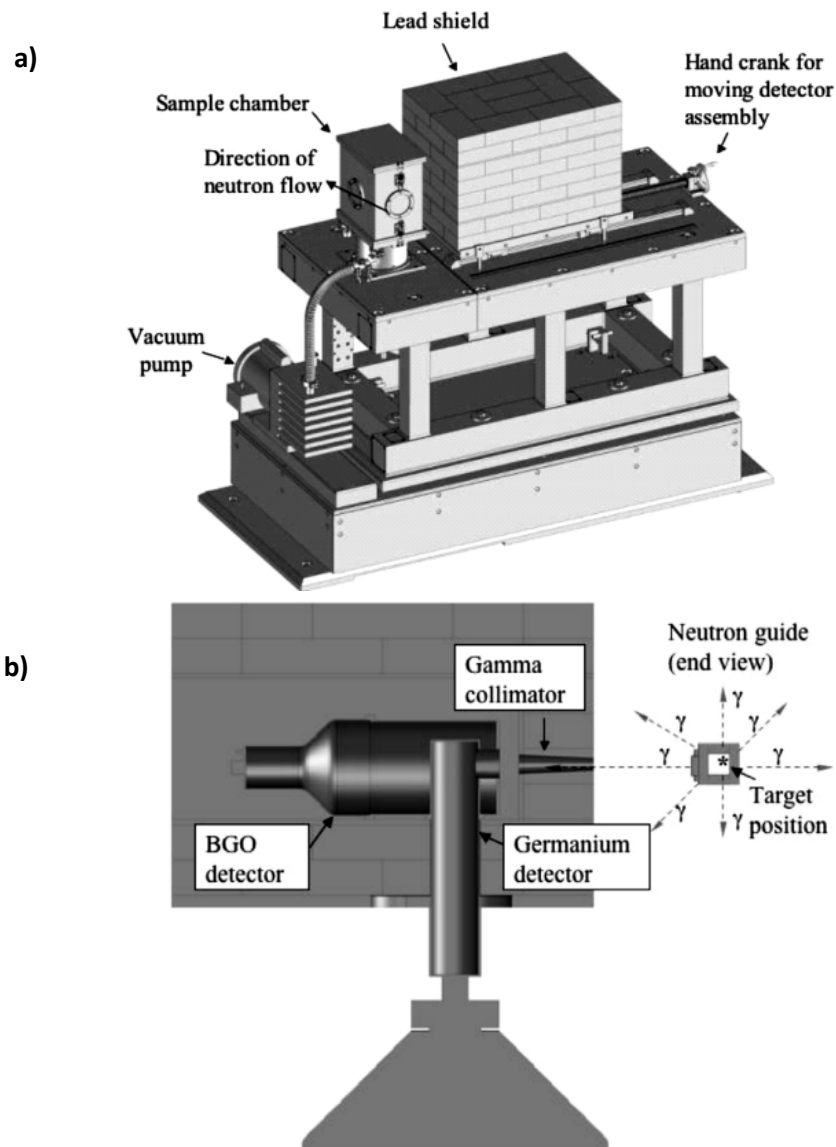 a)
Lead shield
Hand crank for
moving detector
assembly
Sample chamber
Direction of
neutron flow
Vacuum
pump
b)
Gamma
collimator
Neutron guide
(end view)
γ
γ
γ
γ
γ
*
γ
γ
Target
position
BGO
detector
Germanium
detector